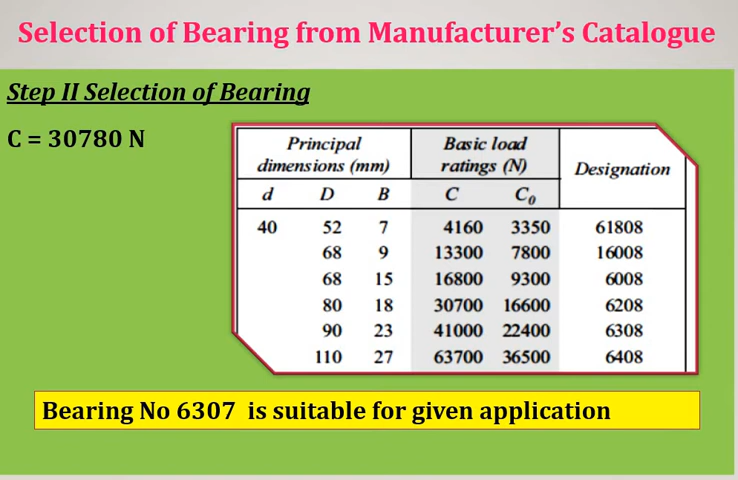 Selection of Bearing from Manufacturer's Catalogue
Step II Selection of Bearing
C = 30780 N
Principal dimensions (mm) Basic load ratings (N) Designation
d D B C C₀
40 52 7 4160 3350 61808
68 9 13300 7800 16008
68 15 16800 9300 6008
80 18 30700 16600 6208
90 23 41000 22400 6308
110 27 63700 36500 6408
Bearing No 6307 is suitable for given application